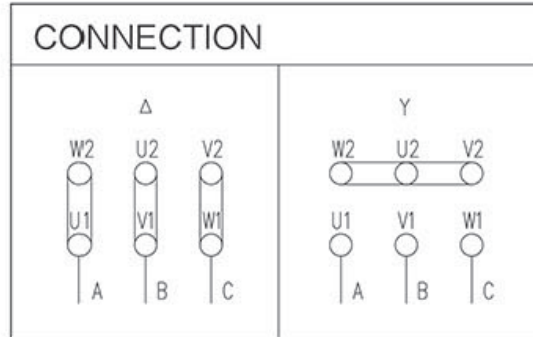 CONNECTION
Δ Y
W2 U2 V2 W2 U2 V2
U1 V1 W1 U1 V1 W1
A B C A B C